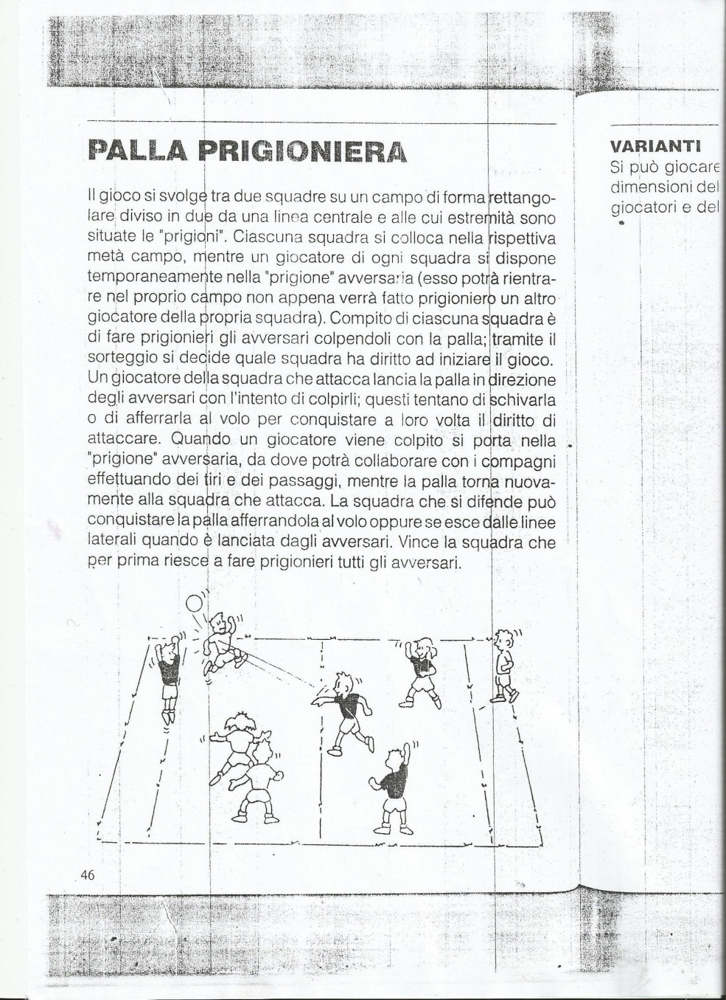 PALLA PRIGIONIERA
Il gioco si svolge tra due squadre su un campo di forma rettango-
lare diviso in due da una linea centrale e alle cui estremità sono
situate le "prigioni". Ciascuna squadra si colloca nella rispettiva
metà campo, mentre un giocatore di ogni squadra si dispone
temporaneamente nella "prigione" avversaria (esso potrà rientra-
re nel proprio campo non appena verrà fatto prigioniero un altro
giocatore della propria squadra). Compito di ciascuna squadra è
di fare prigionieri gli avversari colpendoli con la palla; tramite il
sorteggio si decide quale squadra ha diritto ad iniziare il gioco.
Un giocatore della squadra che attacca lancia la palla in direzione
degli avversari con l'intento di colpirli; questi tentano di schivarla
o di afferrarla al volo per conquistare a loro volta il diritto di
attaccare. Quando un giocatore viene colpito si porta nella
"prigione" avversaria, da dove potrà collaborare con i compagni
effettuando dei tiri e dei passaggi, mentre la palla torna nuova-
mente alla squadra che attacca. La squadra che si difende può
conquistare la palla afferrandola al volo oppure se esce dalle linee
laterali quando è lanciata dagli avversari. Vince la squadra che
per prima riesce a fare prigionieri tutti gli avversari.
46
VARIANTI
Si può giocare
dimensioni del
giocatori e del